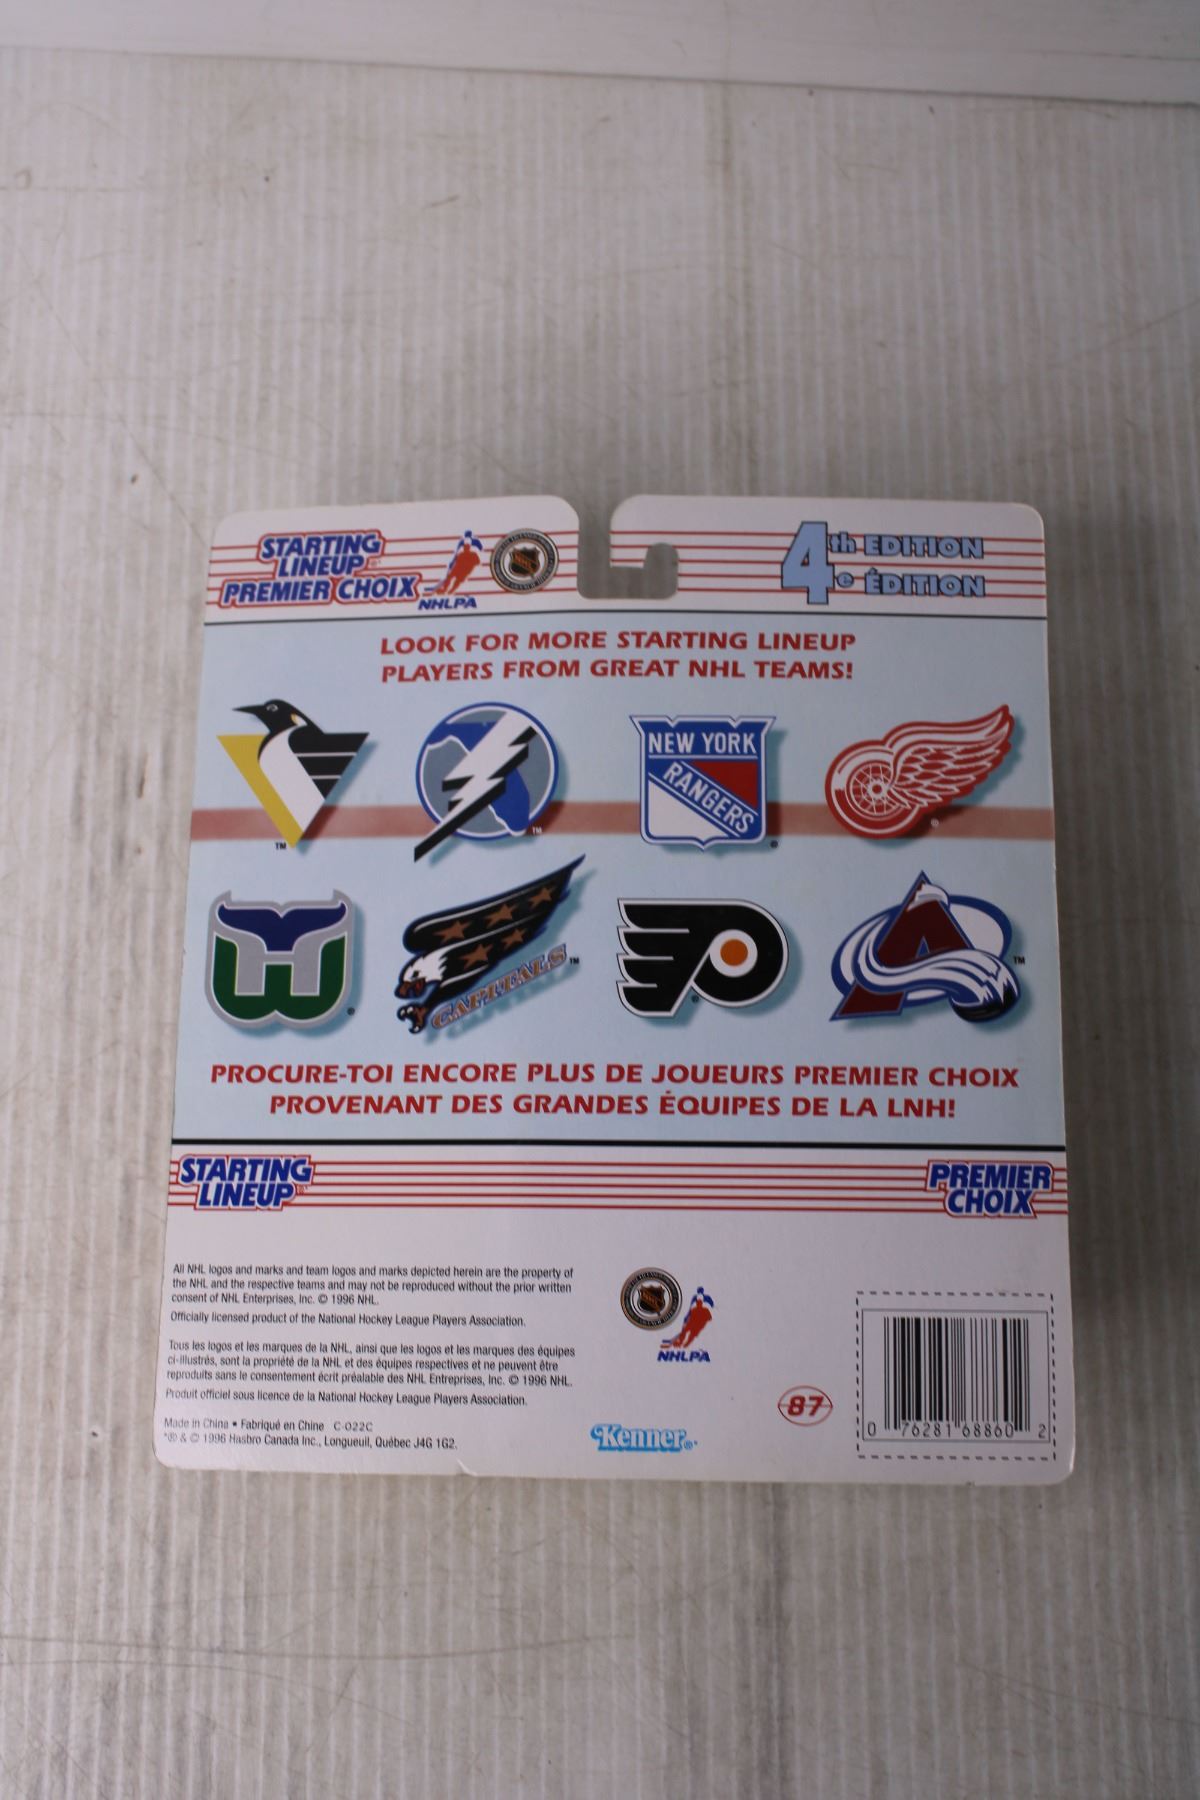 STARTING
LINEUP®
PREMIER CHOIX
NHLPA
NHL
4th EDITION
4e ÉDITION
LOOK FOR MORE STARTING LINEUP
PLAYERS FROM GREAT NHL TEAMS!
TM
TM
NEW YORK
RANGERS
®
®
®
CAPITALS
TM
®
TM
PROCURE-TOI ENCORE PLUS DE JOUEURS PREMIER CHOIX
PROVENANT DES GRANDES ÉQUIPES DE LA LNH!
STARTING
LINEUP®
PREMIER
CHOIX
All NHL logos and marks and team logos and marks depicted herein are the property of
the NHL and the respective teams and may not be reproduced without the prior written
consent of NHL Enterprises, Inc. © 1996 NHL.
Officially licensed product of the National Hockey League Players Association.
Tous les logos et les marques de la NHL, ainsi que les logos et les marques des équipes
ci-illustrés, sont la propriété de la NHL et des équipes respectives et ne peuvent être
reproduits sans le consentement écrit préalable des NHL Entreprises, Inc. © 1996 NHL.
Produit officiel sous licence de la National Hockey League Players Association.
Made in China • Fabriqué en Chine C-022C
*® & © 1996 Hasbro Canada Inc., Longueuil, Québec J4G 1G2.
NHL
NHLPA
Kenner®
87
0 76281 68860 2